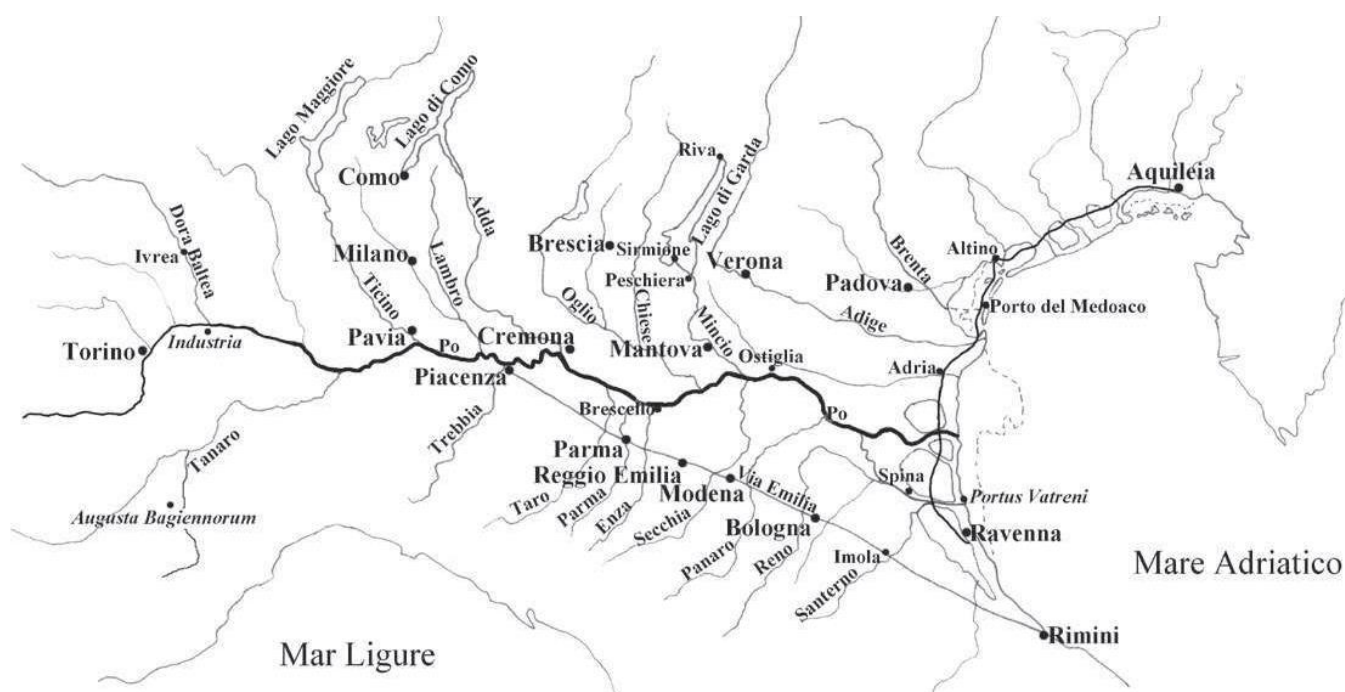 Lago Maggiore
Lago di Como
Riva
Lago di Garda
Aquileia
Como
Dora Baltea
Adda
Ivrea
Milano
Lambro
Brescia
Sirmione
Verona
Brenta
Altino
Peschiera
Padova
Ticino
Oglio
Chiese
Mincio
Adige
Porto del Medoaco
Torino
Industria
Pavia
Po
Cremona
Mantova
Ostiglia
Adria
Piacenza
Brescello
Po
Trebbia
Tanaro
Parma
Reggio Emilia
Modena
Via Emilia
Spina
Portus Vatreni
Augusta Bagiennorum
Taro
Parma
Enza
Secchia
Bologna
Ravenna
Panaro
Reno
Imola
Santerno
Mare Adriatico
Rimini
Mar Ligure